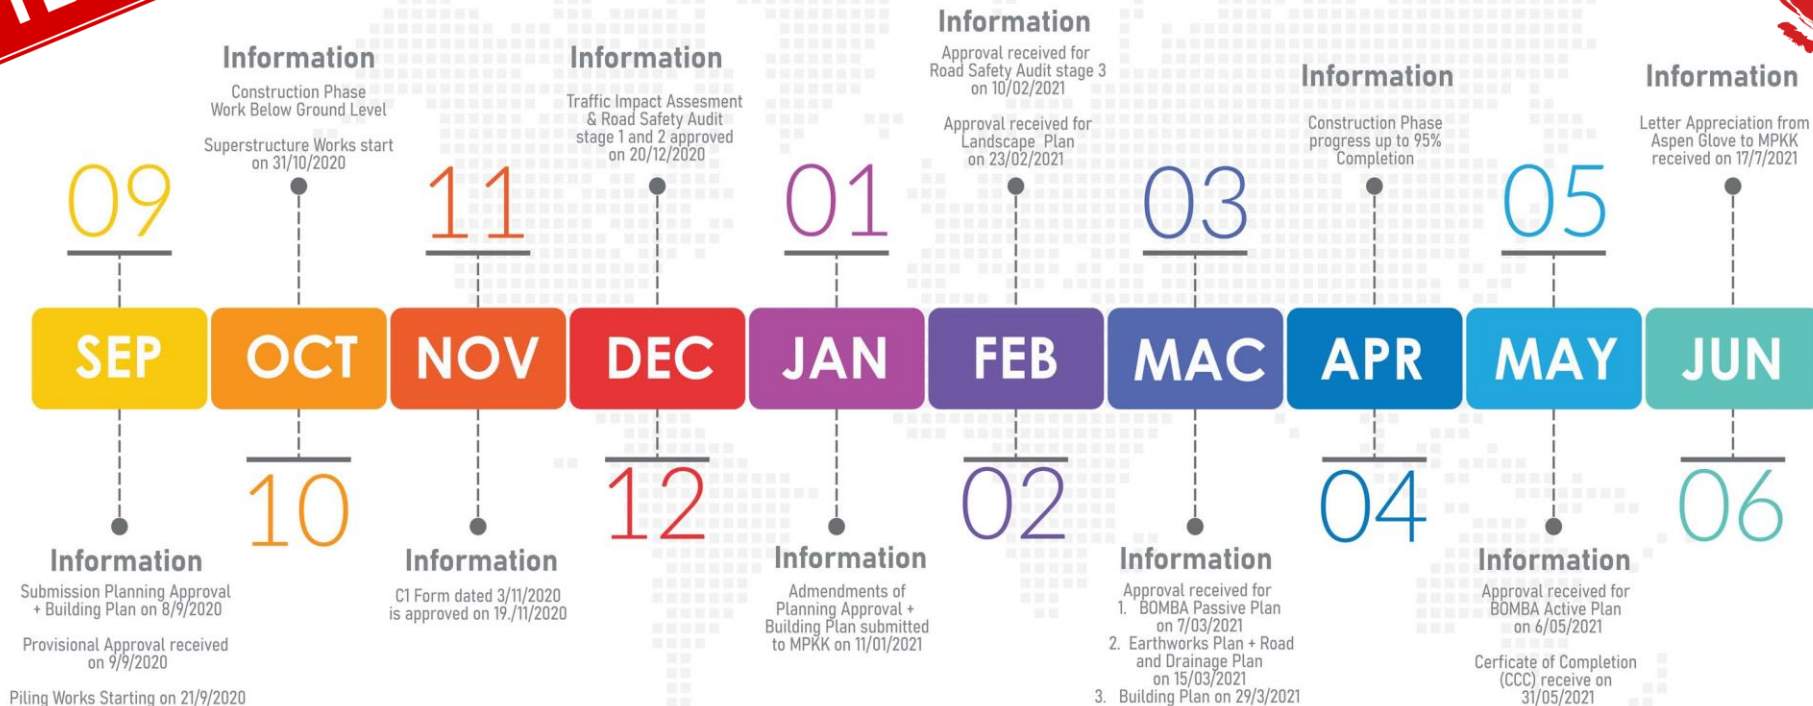 Information
Construction Phase
Work Below Ground Level
Superstructure Works start
on 31/10/2020
Information
Traffic Impact Assesment
& Road Safety Audit
stage 1 and 2 approved
on 20/12/2020
Information
Approval received for
Road Safety Audit stage 3
on 10/02/2021
Approval received for
Landscape Plan
on 23/02/2021
Information
Construction Phase
progress up to 95%
Completion
Information
Letter Appreciation from
Aspen Glove to MPKK
received on 17/7/2021
09
11
01
03
05
SEP
OCT
NOV
DEC
JAN
FEB
MAC
APR
MAY
JUN
10
12
02
04
06
Information
Submission Planning Approval
+ Building Plan on 8/9/2020
Provisional Approval received
on 9/9/2020
Piling Works Starting on 21/9/2020
Information
C1 Form dated 3/11/2020
is approved on 19./11/2020
Information
Admendments of
Planning Approval +
Building Plan submitted
to MPKK on 11/01/2021
Information
Approval received for
1. BOMBA Passive Plan
on 7/03/2021
2. Earthworks Plan + Road
and Drainage Plan
on 15/03/2021
3. Building Plan on 29/3/2021
Information
Approval received for
BOMBA Active Plan
on 6/05/2021
Cerficate of Completion
(CCC) receive on
31/05/2021